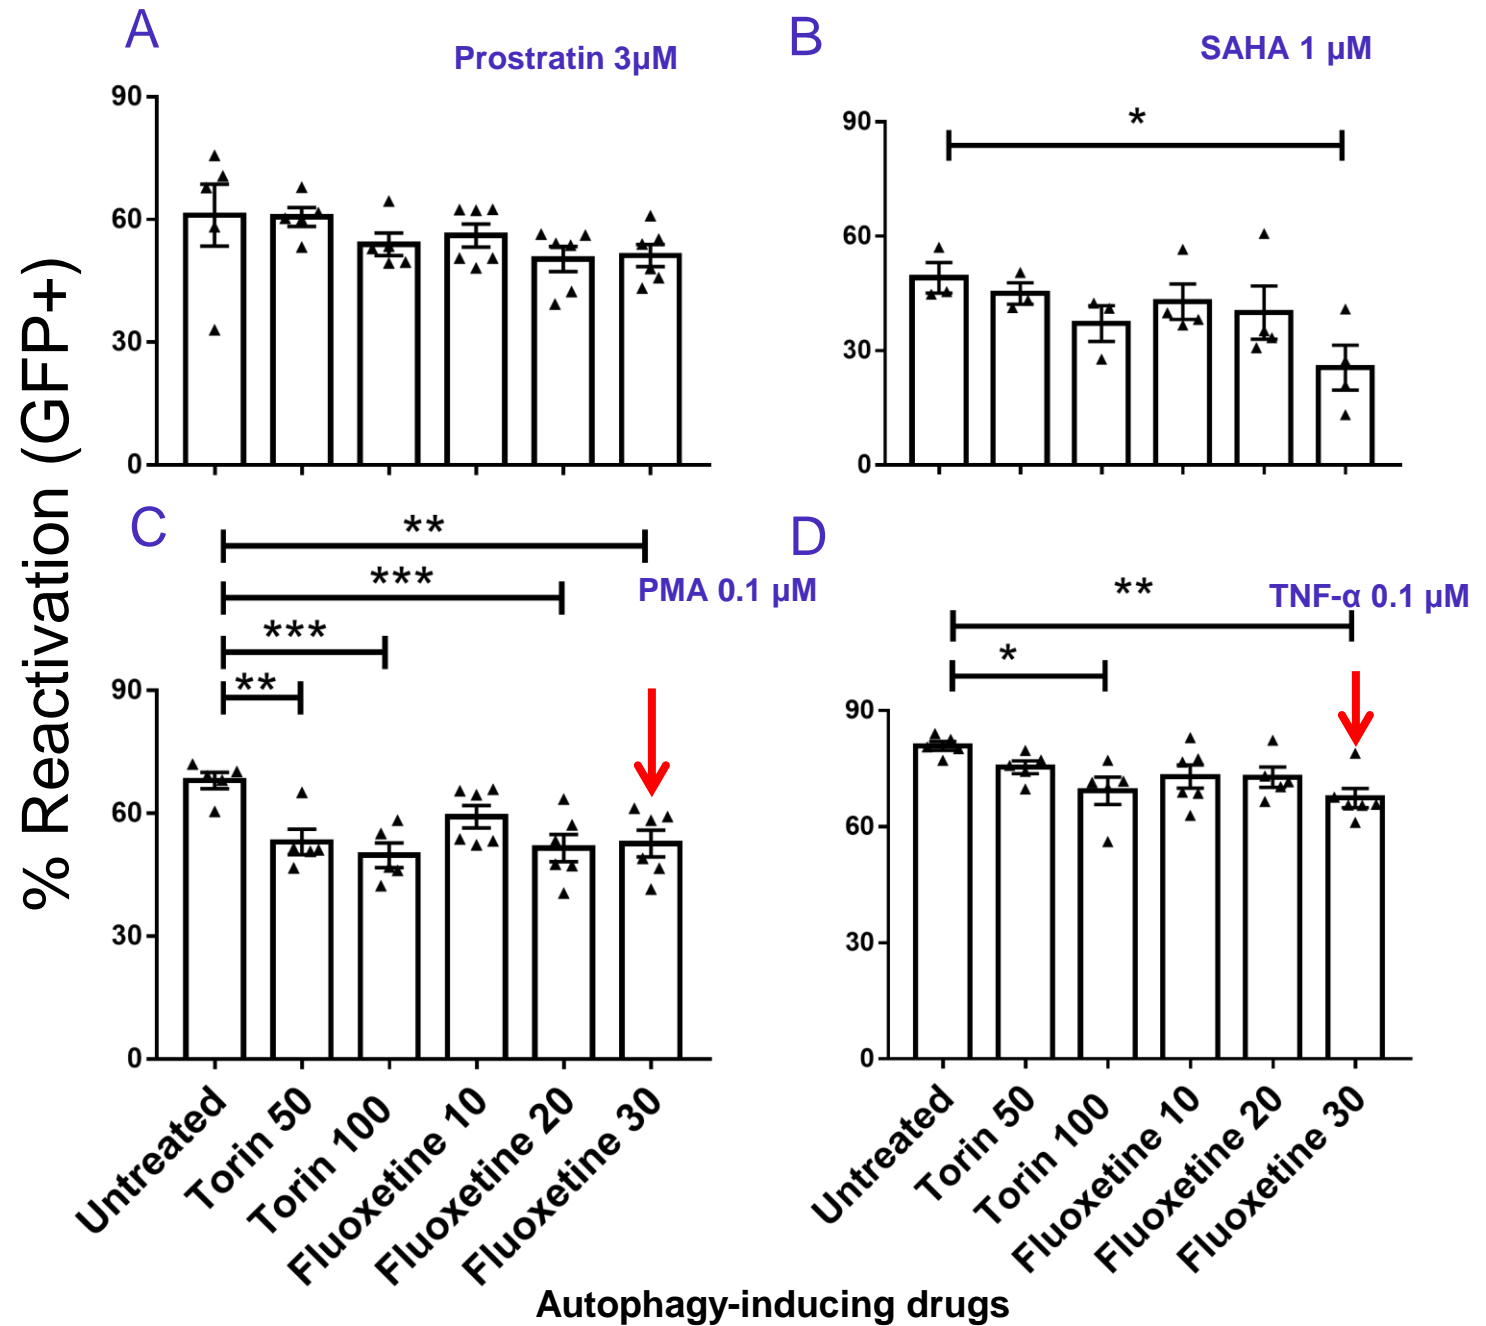 A
Prostratin 3µM
90
60
30
0
B
SAHA 1 µM
*
90
60
30
0
% Reactivation (GFP+)
C
**
***
PMA 0.1 µM
***
**
90
60
30
0
Untreated
Torin 50
Torin 100
Fluoxetine 10
Fluoxetine 20
Fluoxetine 30
D
**
TNF-α 0.1 µM
*
90
60
30
0
Untreated
Torin 50
Torin 100
Fluoxetine 10
Fluoxetine 20
Fluoxetine 30
Autophagy-inducing drugs